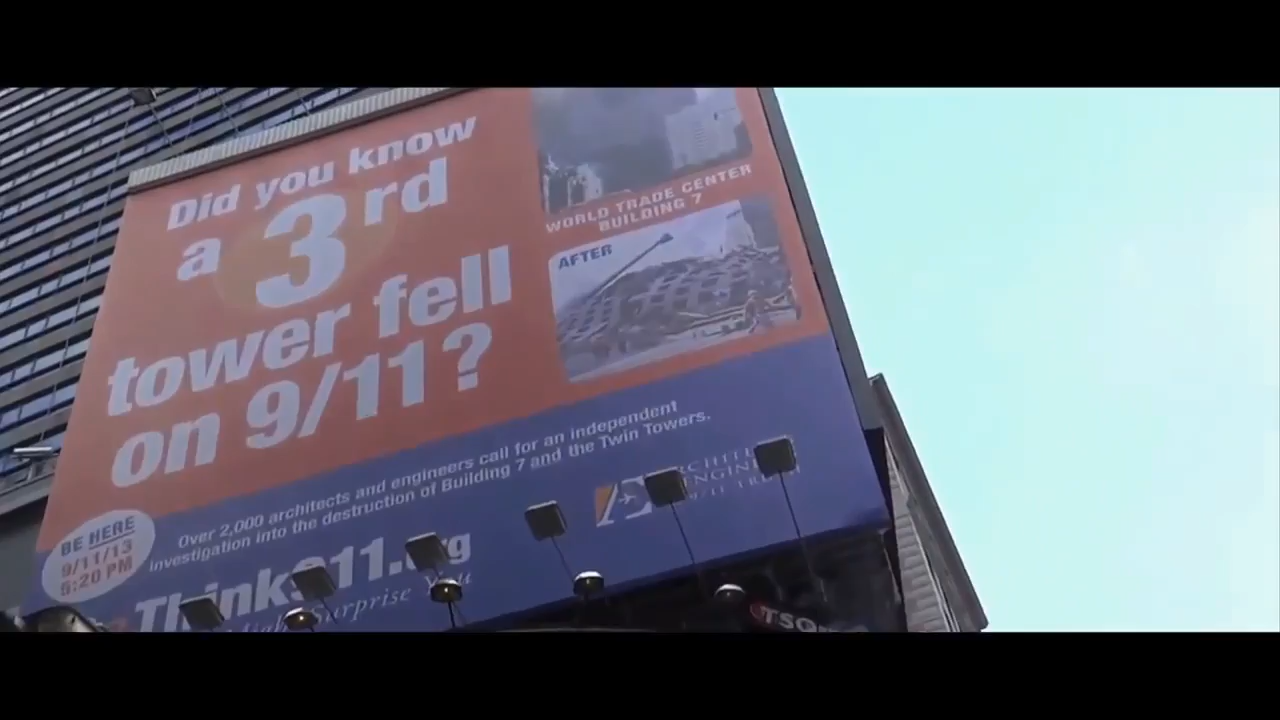 Did you know
a 3rd
tower fell
on 9/11?
WORLD TRADE CENTER
BUILDING 7
AFTER
Over 2,000 architects and engineers call for an independent
investigation into the destruction of Building 7 and the Twin Towers.
BE HERE
9/11/13
5:20 PM
Think911.org